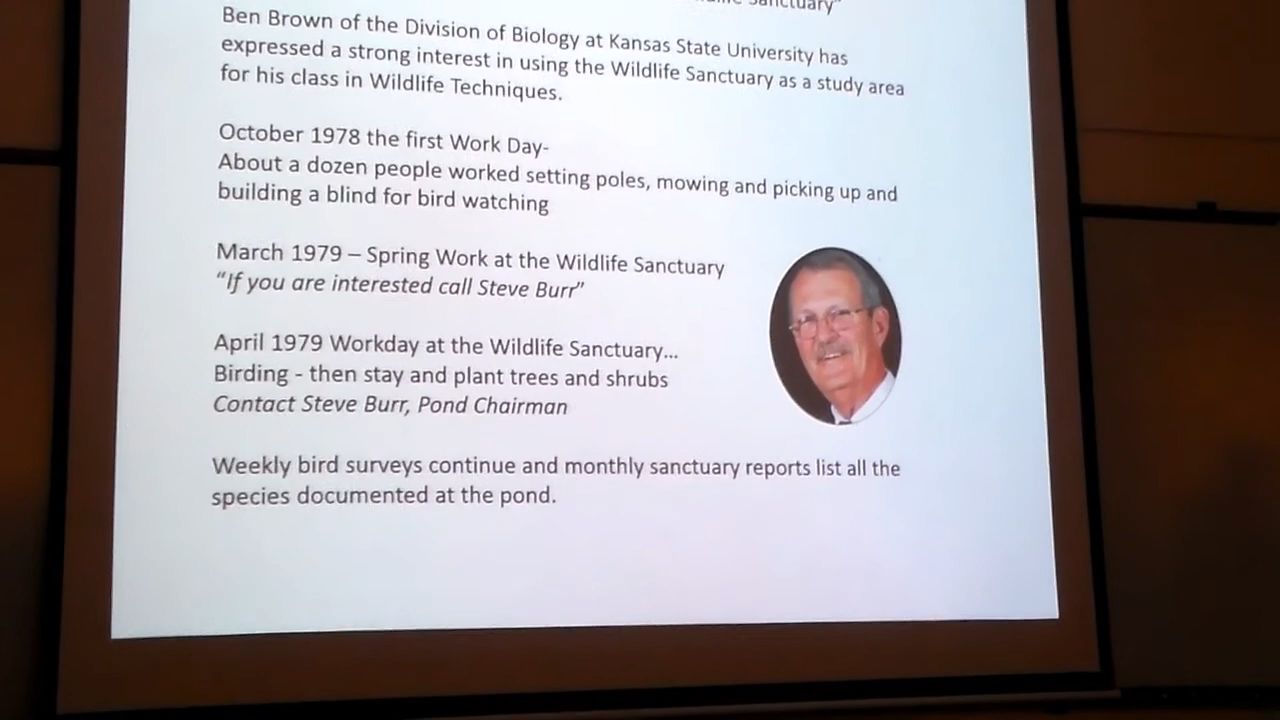 Sanctuary"
Ben Brown of the Division of Biology at Kansas State University has
expressed a strong interest in using the Wildlife Sanctuary as a study area
for his class in Wildlife Techniques.
October 1978 the first Work Day-
About a dozen people worked setting poles, mowing and picking up and
building a blind for bird watching
March 1979 – Spring Work at the Wildlife Sanctuary
“If you are interested call Steve Burr”
April 1979 Workday at the Wildlife Sanctuary...
Birding - then stay and plant trees and shrubs
Contact Steve Burr, Pond Chairman
Weekly bird surveys continue and monthly sanctuary reports list all the
species documented at the pond.